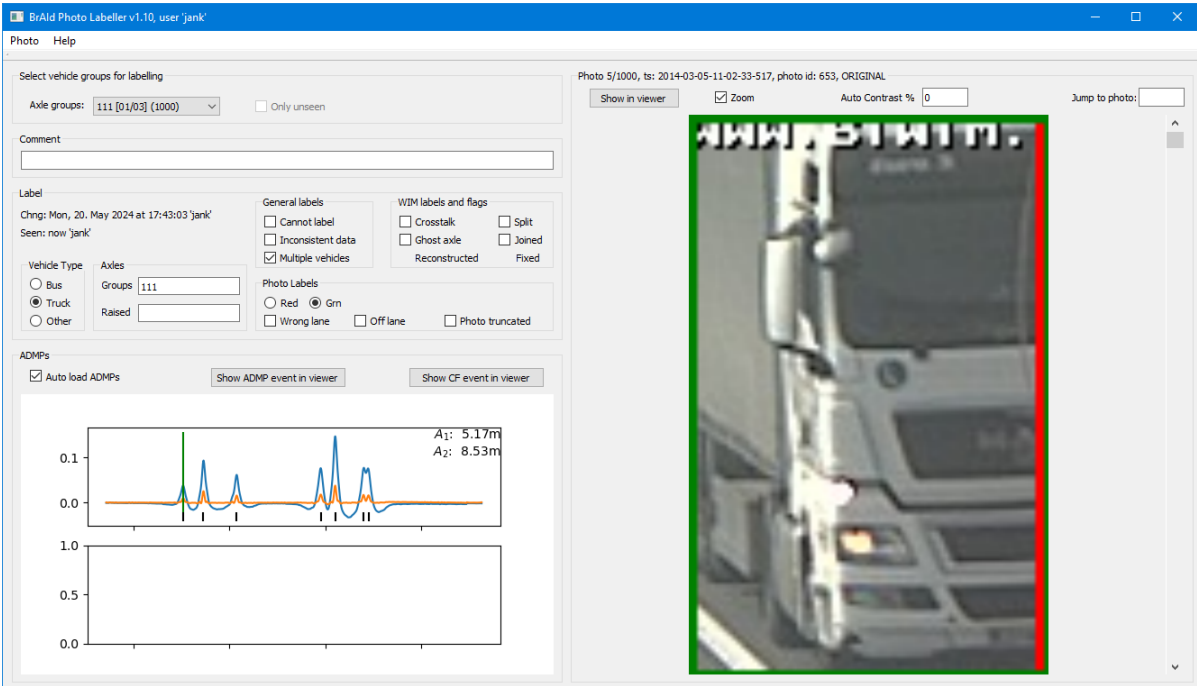 BrAId Photo Labeller v1.10, user 'jank'
Photo Help
Select vehicle groups for labelling
Axle groups: 111 [01/03] (1000) Only unseen
Comment
Label
Chng: Mon, 20. May 2024 at 17:43:03 'jank'
Seen: now 'jank'
Vehicle Type
Bus
Truck
Other
Axles
Groups 111
Raised
General labels
Cannot label
Inconsistent data
Multiple vehicles
WIM labels and flags
Crosstalk Split
Ghost axle Joined
Reconstructed Fixed
Photo Labels
Red Grn
Wrong lane Off lane Photo truncated
ADMPs
Auto load ADMPs Show ADMP event in viewer Show CF event in viewer
A₁: 5.17m
A₂: 8.53m
0.1
0.0
1.0
0.5
0.0
Photo 5/1000, ts: 2014-03-05-11-02-33-517, photo id: 653, ORIGINAL
Show in viewer Zoom Auto Contrast % 0 Jump to photo:
www.siwim.